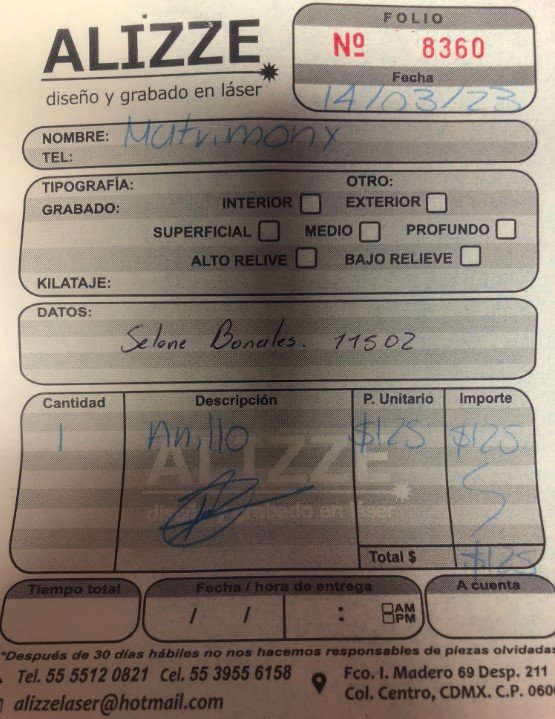 ALIZZE
diseño y grabado en láser
FOLIO
Nº 8360
Fecha
14/03/23
NOMBRE: Matrimony
TEL:
TIPOGRAFÍA: OTRO:
GRABADO: INTERIOR EXTERIOR
SUPERFICIAL MEDIO PROFUNDO
ALTO RELIVE BAJO RELIEVE
KILATAJE:
DATOS:
Selene Bonales. 11502
Cantidad Descripción P. Unitario Importe
1 Anillo $125 $125
ALIZZE
Total $ $125
Tiempo total Fecha / hora de entrega A cuenta
/ / : AM
PM
*Después de 30 días hábiles no nos hacemos responsables de piezas olvidadas
Tel. 55 5512 0821 Cel. 55 3955 6158
alizzelaser@hotmail.com
Fco. I. Madero 69 Desp. 211
Col. Centro, CDMX. C.P. 060